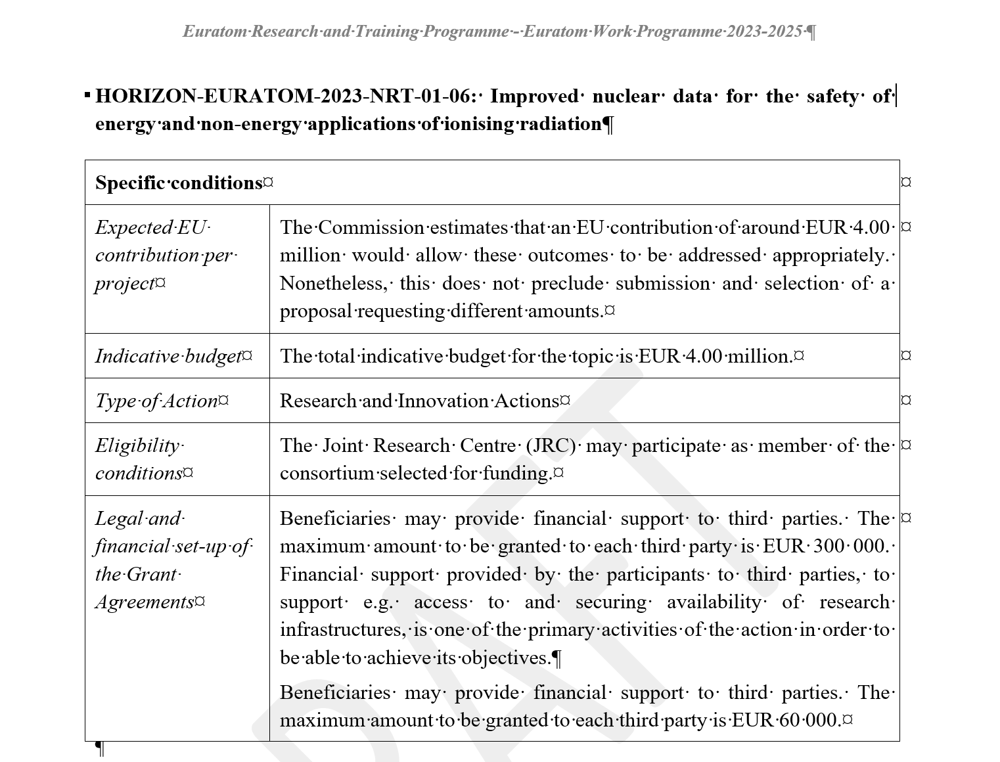 Euratom·Research·and·Training·Programme·-·Euratom·Work·Programme·2023-2025·¶
▪ HORIZON-EURATOM-2023-NRT-01-06:· Improved· nuclear· data· for· the· safety· of·
energy·and·non-energy·applications·of·ionising·radiation¶
Specific·conditions¤ ¤
Expected·EU·
contribution·per·
project¤
The·Commission·estimates·that·an·EU·contribution·of·around·EUR·4.00· ¤
million· would· allow· these· outcomes· to· be· addressed· appropriately.·
Nonetheless,· this· does· not· preclude· submission· and· selection· of· a·
proposal·requesting·different·amounts.¤
Indicative·budget¤
The·total·indicative·budget·for·the·topic·is·EUR·4.00·million.¤ ¤
Type·of·Action¤
Research·and·Innovation·Actions¤ ¤
Eligibility·
conditions¤
The· Joint· Research· Centre· (JRC)· may· participate· as· member· of· the· ¤
consortium·selected·for·funding.¤
Legal·and·
financial·set-up·of·
the·Grant·
Agreements¤
Beneficiaries· may· provide· financial· support· to· third· parties.· The· ¤
maximum·amount·to·be·granted·to·each·third·party·is·EUR·300·000.·
Financial· support· provided· by· the· participants· to· third· parties,· to·
support· e.g.· access· to· and· securing· availability· of· research·
infrastructures,·is·one·of·the·primary·activities·of·the·action·in·order·to·
be·able·to·achieve·its·objectives.¶
Beneficiaries· may· provide· financial· support· to· third· parties.· The·
maximum·amount·to·be·granted·to·each·third·party·is·EUR·60·000.¤
¶
DRAFT